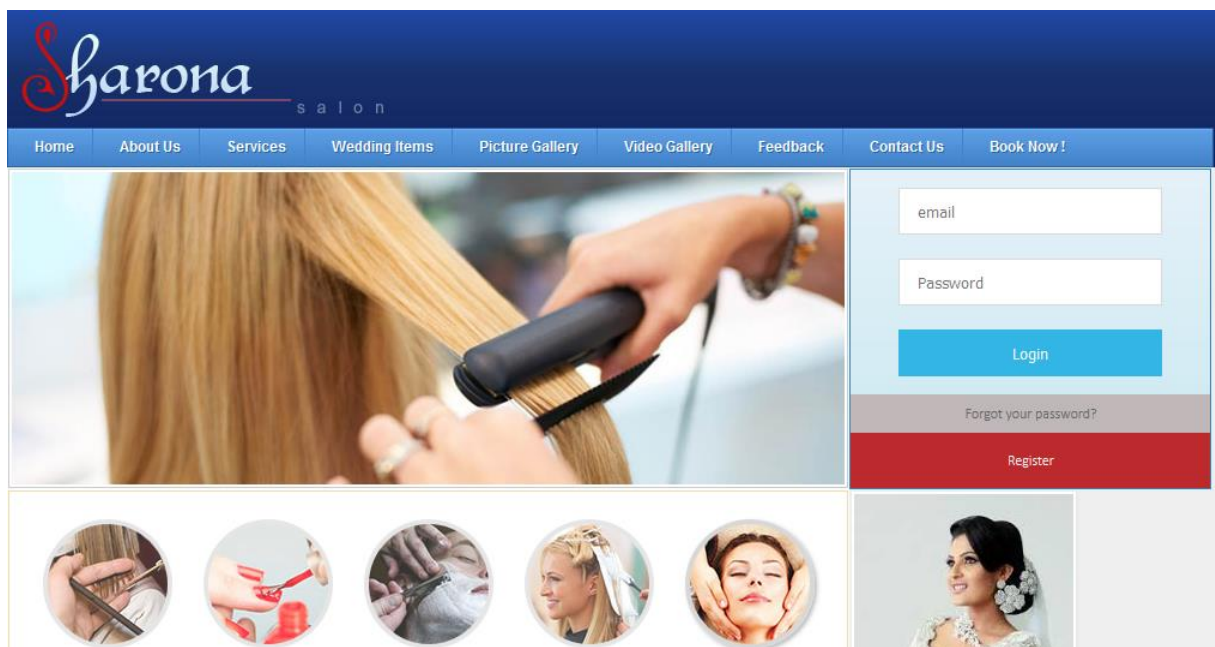 Sharona
salon
Home About Us Services Wedding Items Picture Gallery Video Gallery Feedback Contact Us Book Now !
email
Password
Login
Forgot your password?
Register